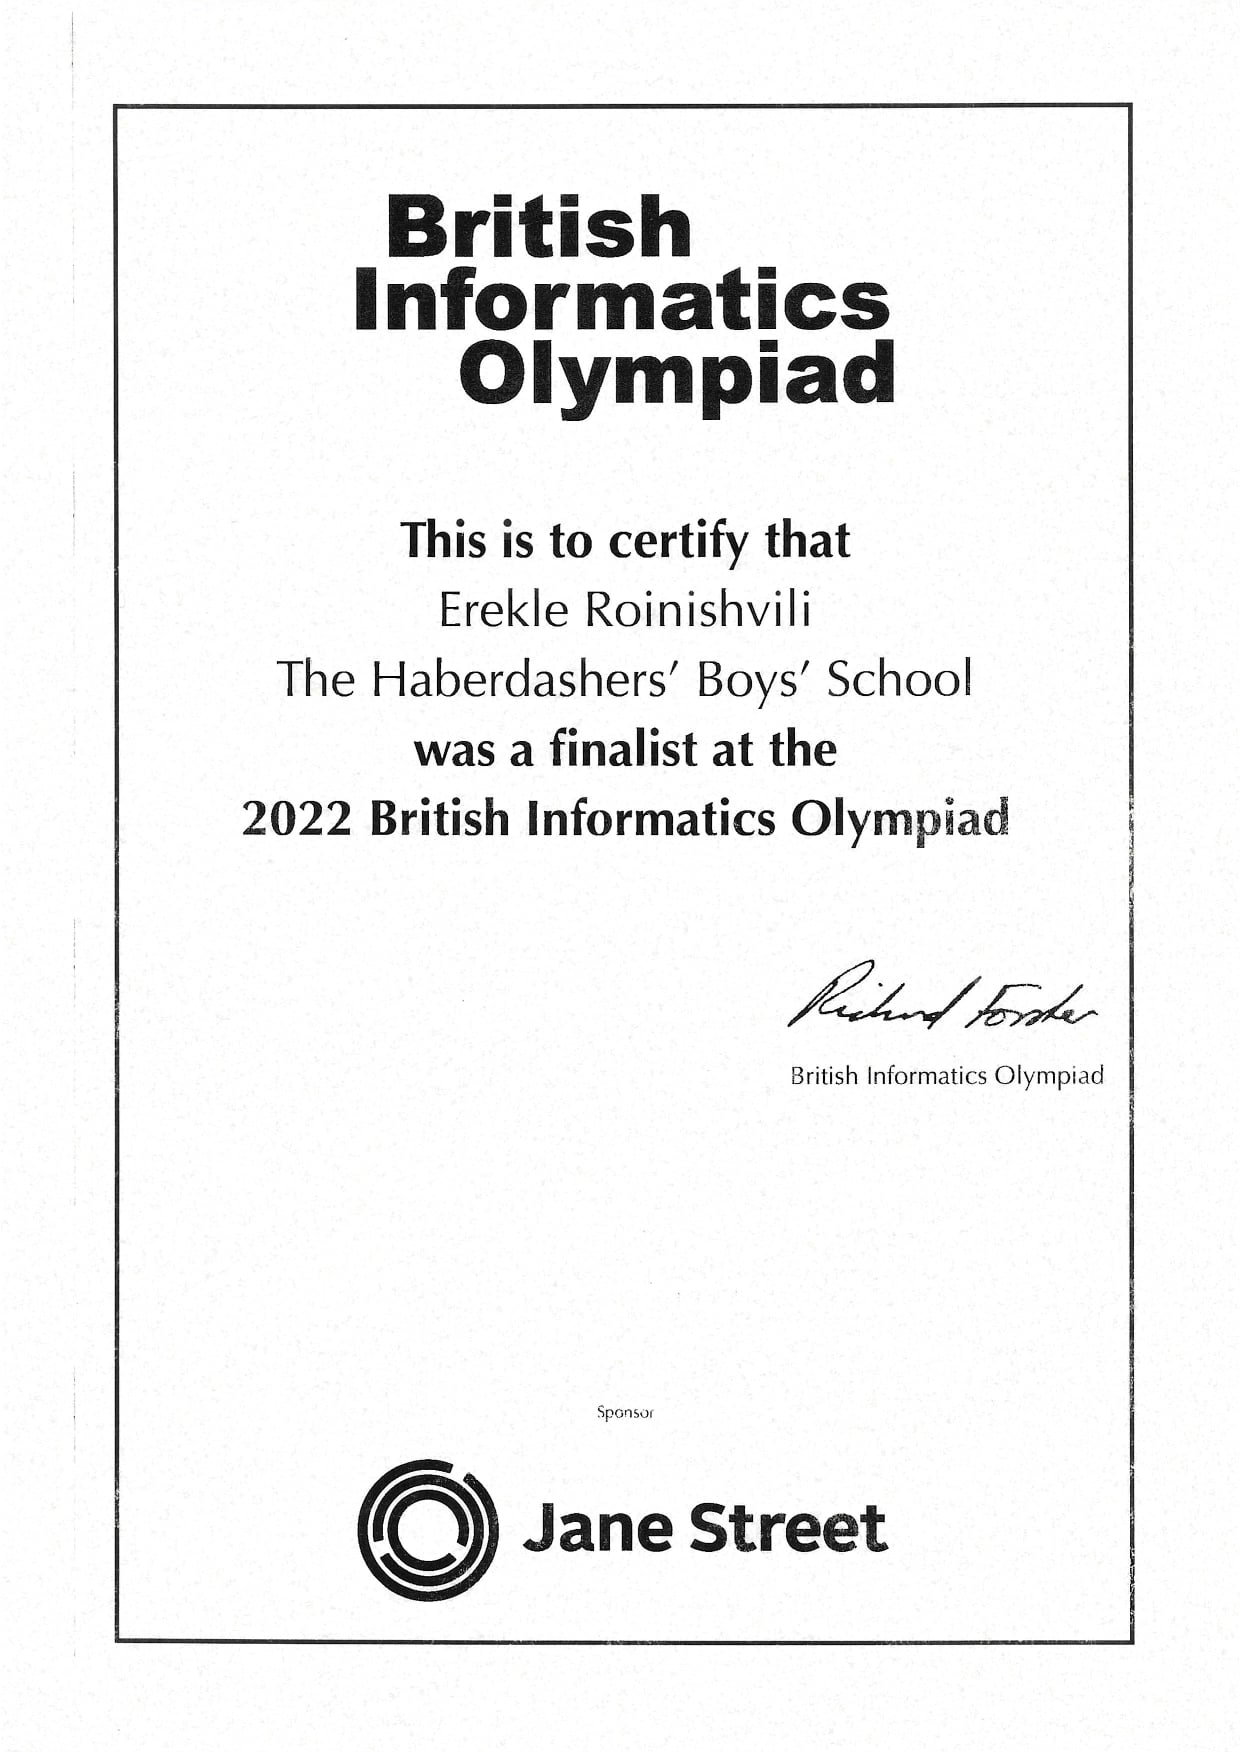 British
Informatics
Olympiad
This is to certify that
Erekle Roinishvili
The Haberdashers’ Boys’ School
was a finalist at the
2022 British Informatics Olympiad
Richard Forster
British Informatics Olympiad
Sponsor
Jane Street